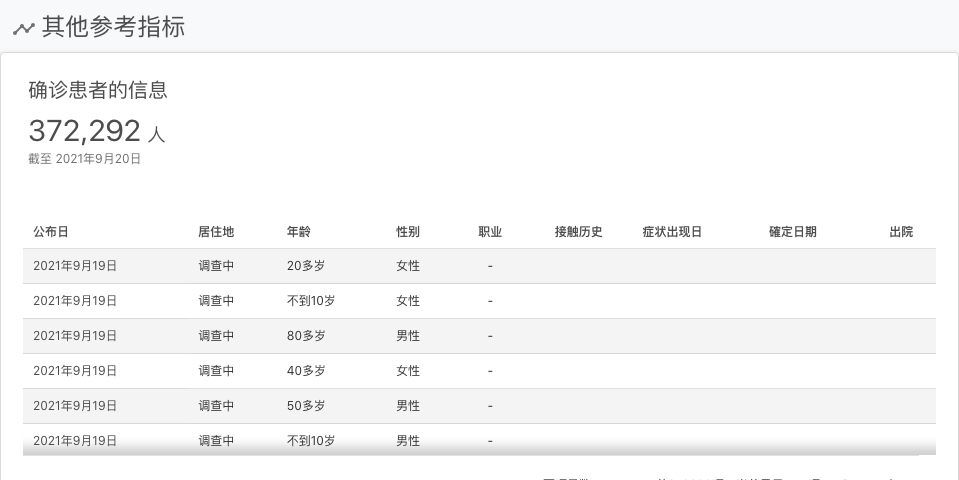 其他参考指标
确诊患者的信息
372,292 人
截至 2021年9月20日
公布日 居住地 年龄 性别 职业 接触历史 症状出现日 確定日期 出院
2021年9月19日 调查中 20多岁 女性 -
2021年9月19日 调查中 不到10岁 女性 -
2021年9月19日 调查中 80多岁 男性 -
2021年9月19日 调查中 40多岁 女性 -
2021年9月19日 调查中 50多岁 男性 -
2021年9月19日 调查中 不到10岁 男性 -